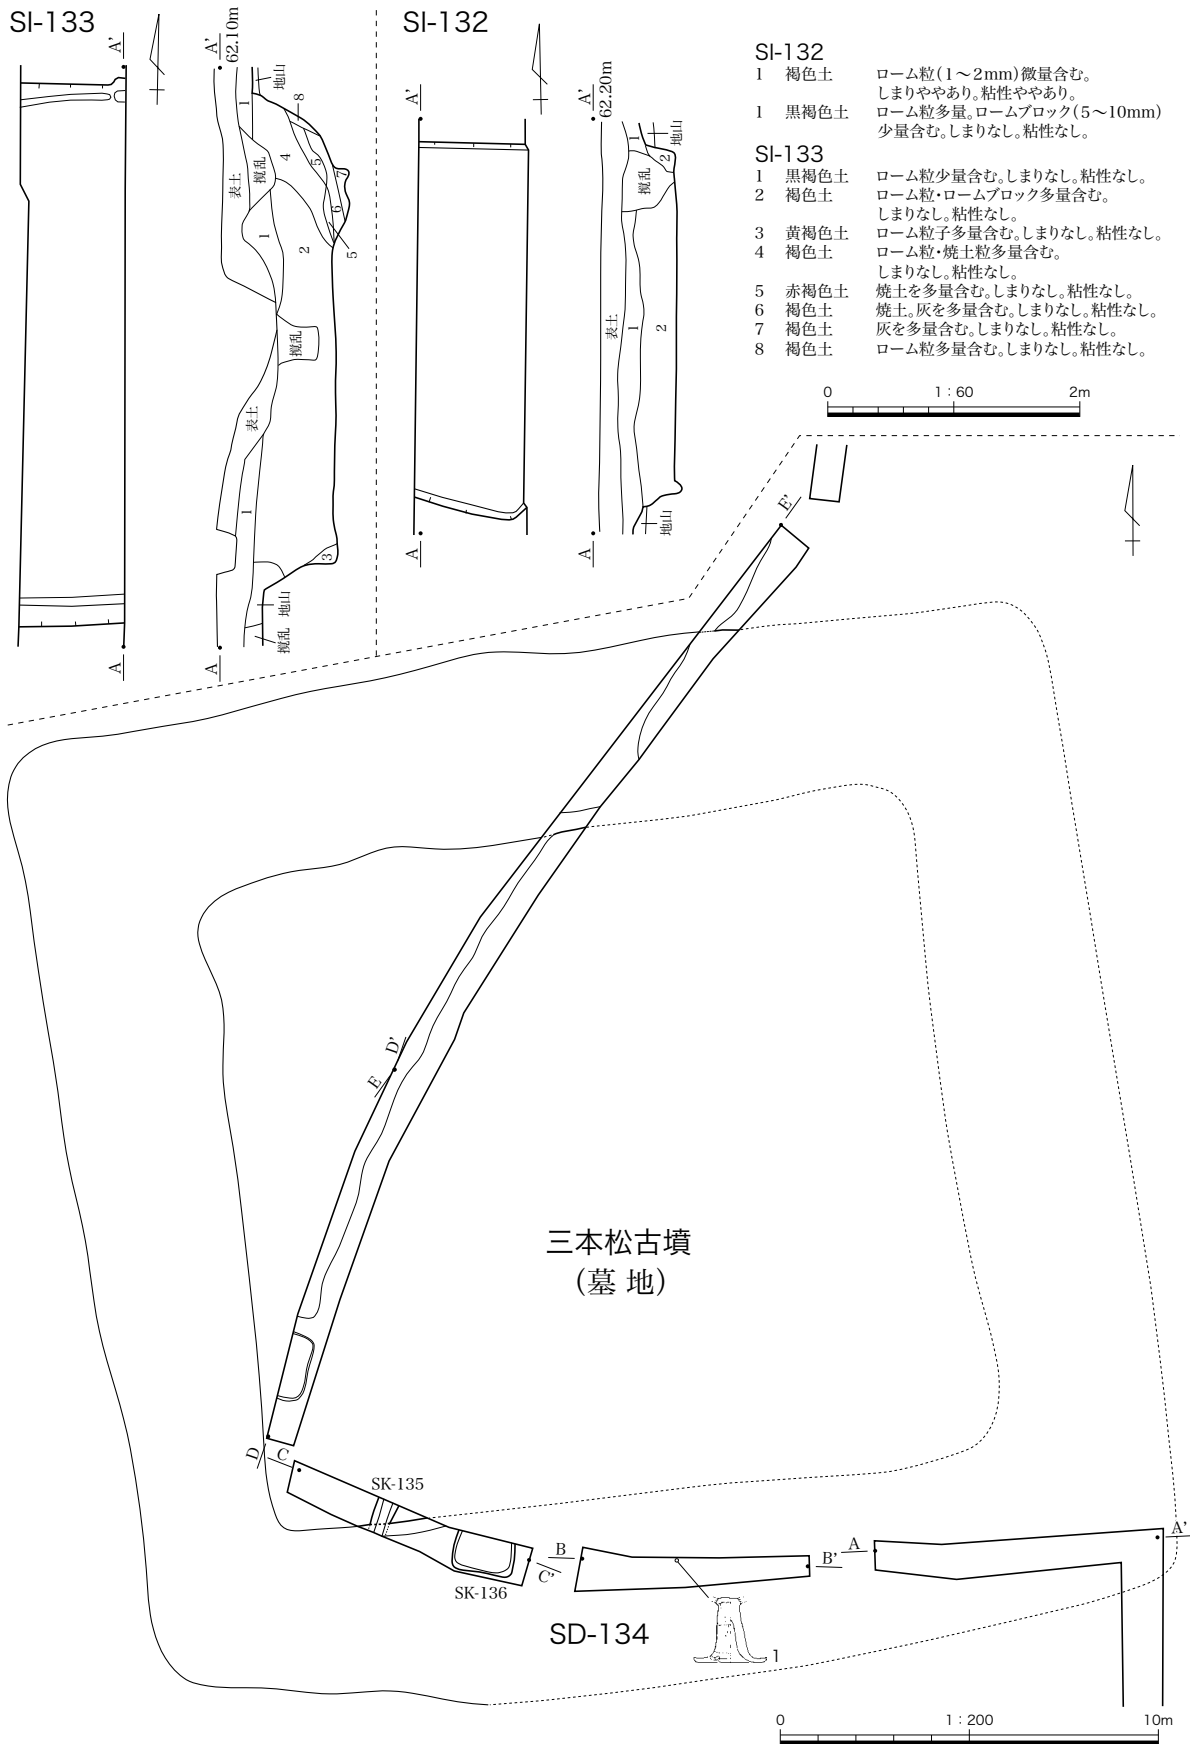 SI-133
A'
A'
62.10m
地山
1
8
4
5
7
攪乱
表土
6
1
2
5
攪乱
表土
1
3
地山
攪乱
A
A
SI-132
A'
A'
62.20m
1
地山
2
攪乱
表土
1
2
地山
A
A
SI-132
1 褐色土 ローム粒(1～2mm)微量含む。
しまりややあり。粘性ややあり。
1 黒褐色土 ローム粒多量。ロームブロック(5～10mm)
少量含む。しまりなし。粘性なし。
SI-133
1 黒褐色土 ローム粒少量含む。しまりなし。粘性なし。
2 褐色土 ローム粒・ロームブロック多量含む。
しまりなし。粘性なし。
3 黄褐色土 ローム粒子多量含む。しまりなし。粘性なし。
4 褐色土 ローム粒・焼土粒多量含む。
しまりなし。粘性なし。
5 赤褐色土 焼土を多量含む。しまりなし。粘性なし。
6 褐色土 焼土。灰を多量含む。しまりなし。粘性なし。
7 褐色土 灰を多量含む。しまりなし。粘性なし。
8 褐色土 ローム粒多量含む。しまりなし。粘性なし。
0 1：60 2m
E'
D'
E
三本松古墳
(墓 地)
D
C
SK-135
SK-136
C'
B
B'
A
A'
SD-134
1
0 1：200 10m